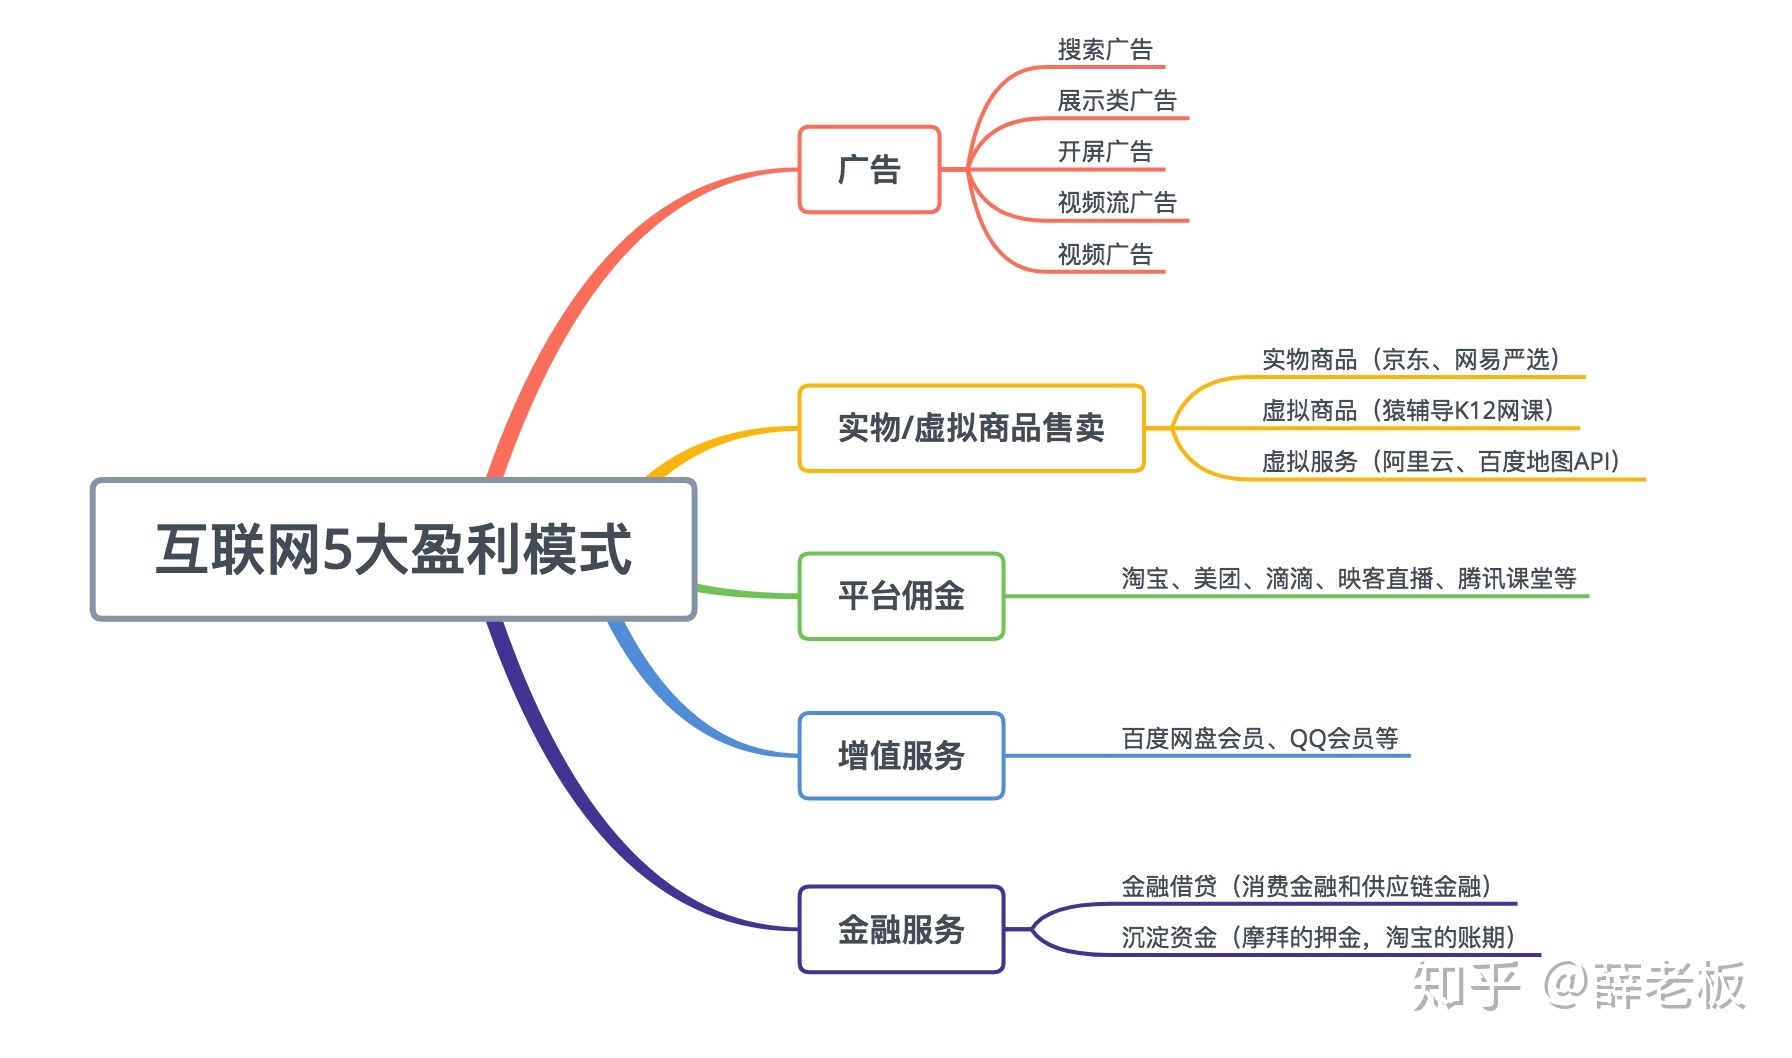 互联网5大盈利模式
广告
搜索广告
展示类广告
开屏广告
视频流广告
视频广告
实物/虚拟商品售卖
实物商品（京东、网易严选）
虚拟商品（猿辅导K12网课）
虚拟服务（阿里云、百度地图API）
平台佣金
淘宝、美团、滴滴、映客直播、腾讯课堂等
增值服务
百度网盘会员、QQ会员等
金融服务
金融借贷（消费金融和供应链金融）
沉淀资金（摩拜的押金，淘宝的账期）
知乎 @薛老板